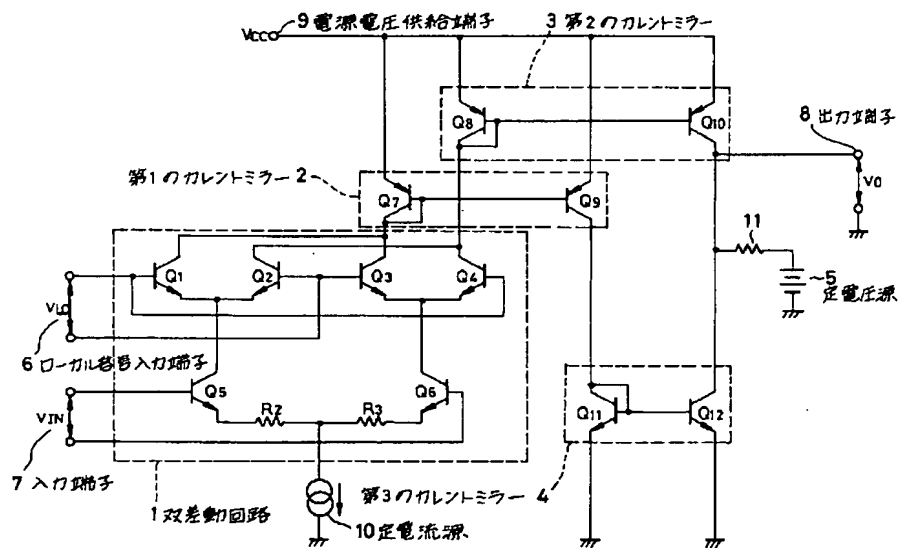 9 電源電圧供給端子
VCC
3 第2のカレントミラー
Q8
Q10
8 出力端子
第1のカレントミラー 2
Q7
Q9
VO
11
5
定電圧源
Q1
Q2
Q3
Q4
VLO
6 ローカル信号入力端子
Q5
Q6
R2
R3
VIN
7 入力端子
Q11
Q12
1 双差動回路
第3のカレントミラー 4
10 定電流源